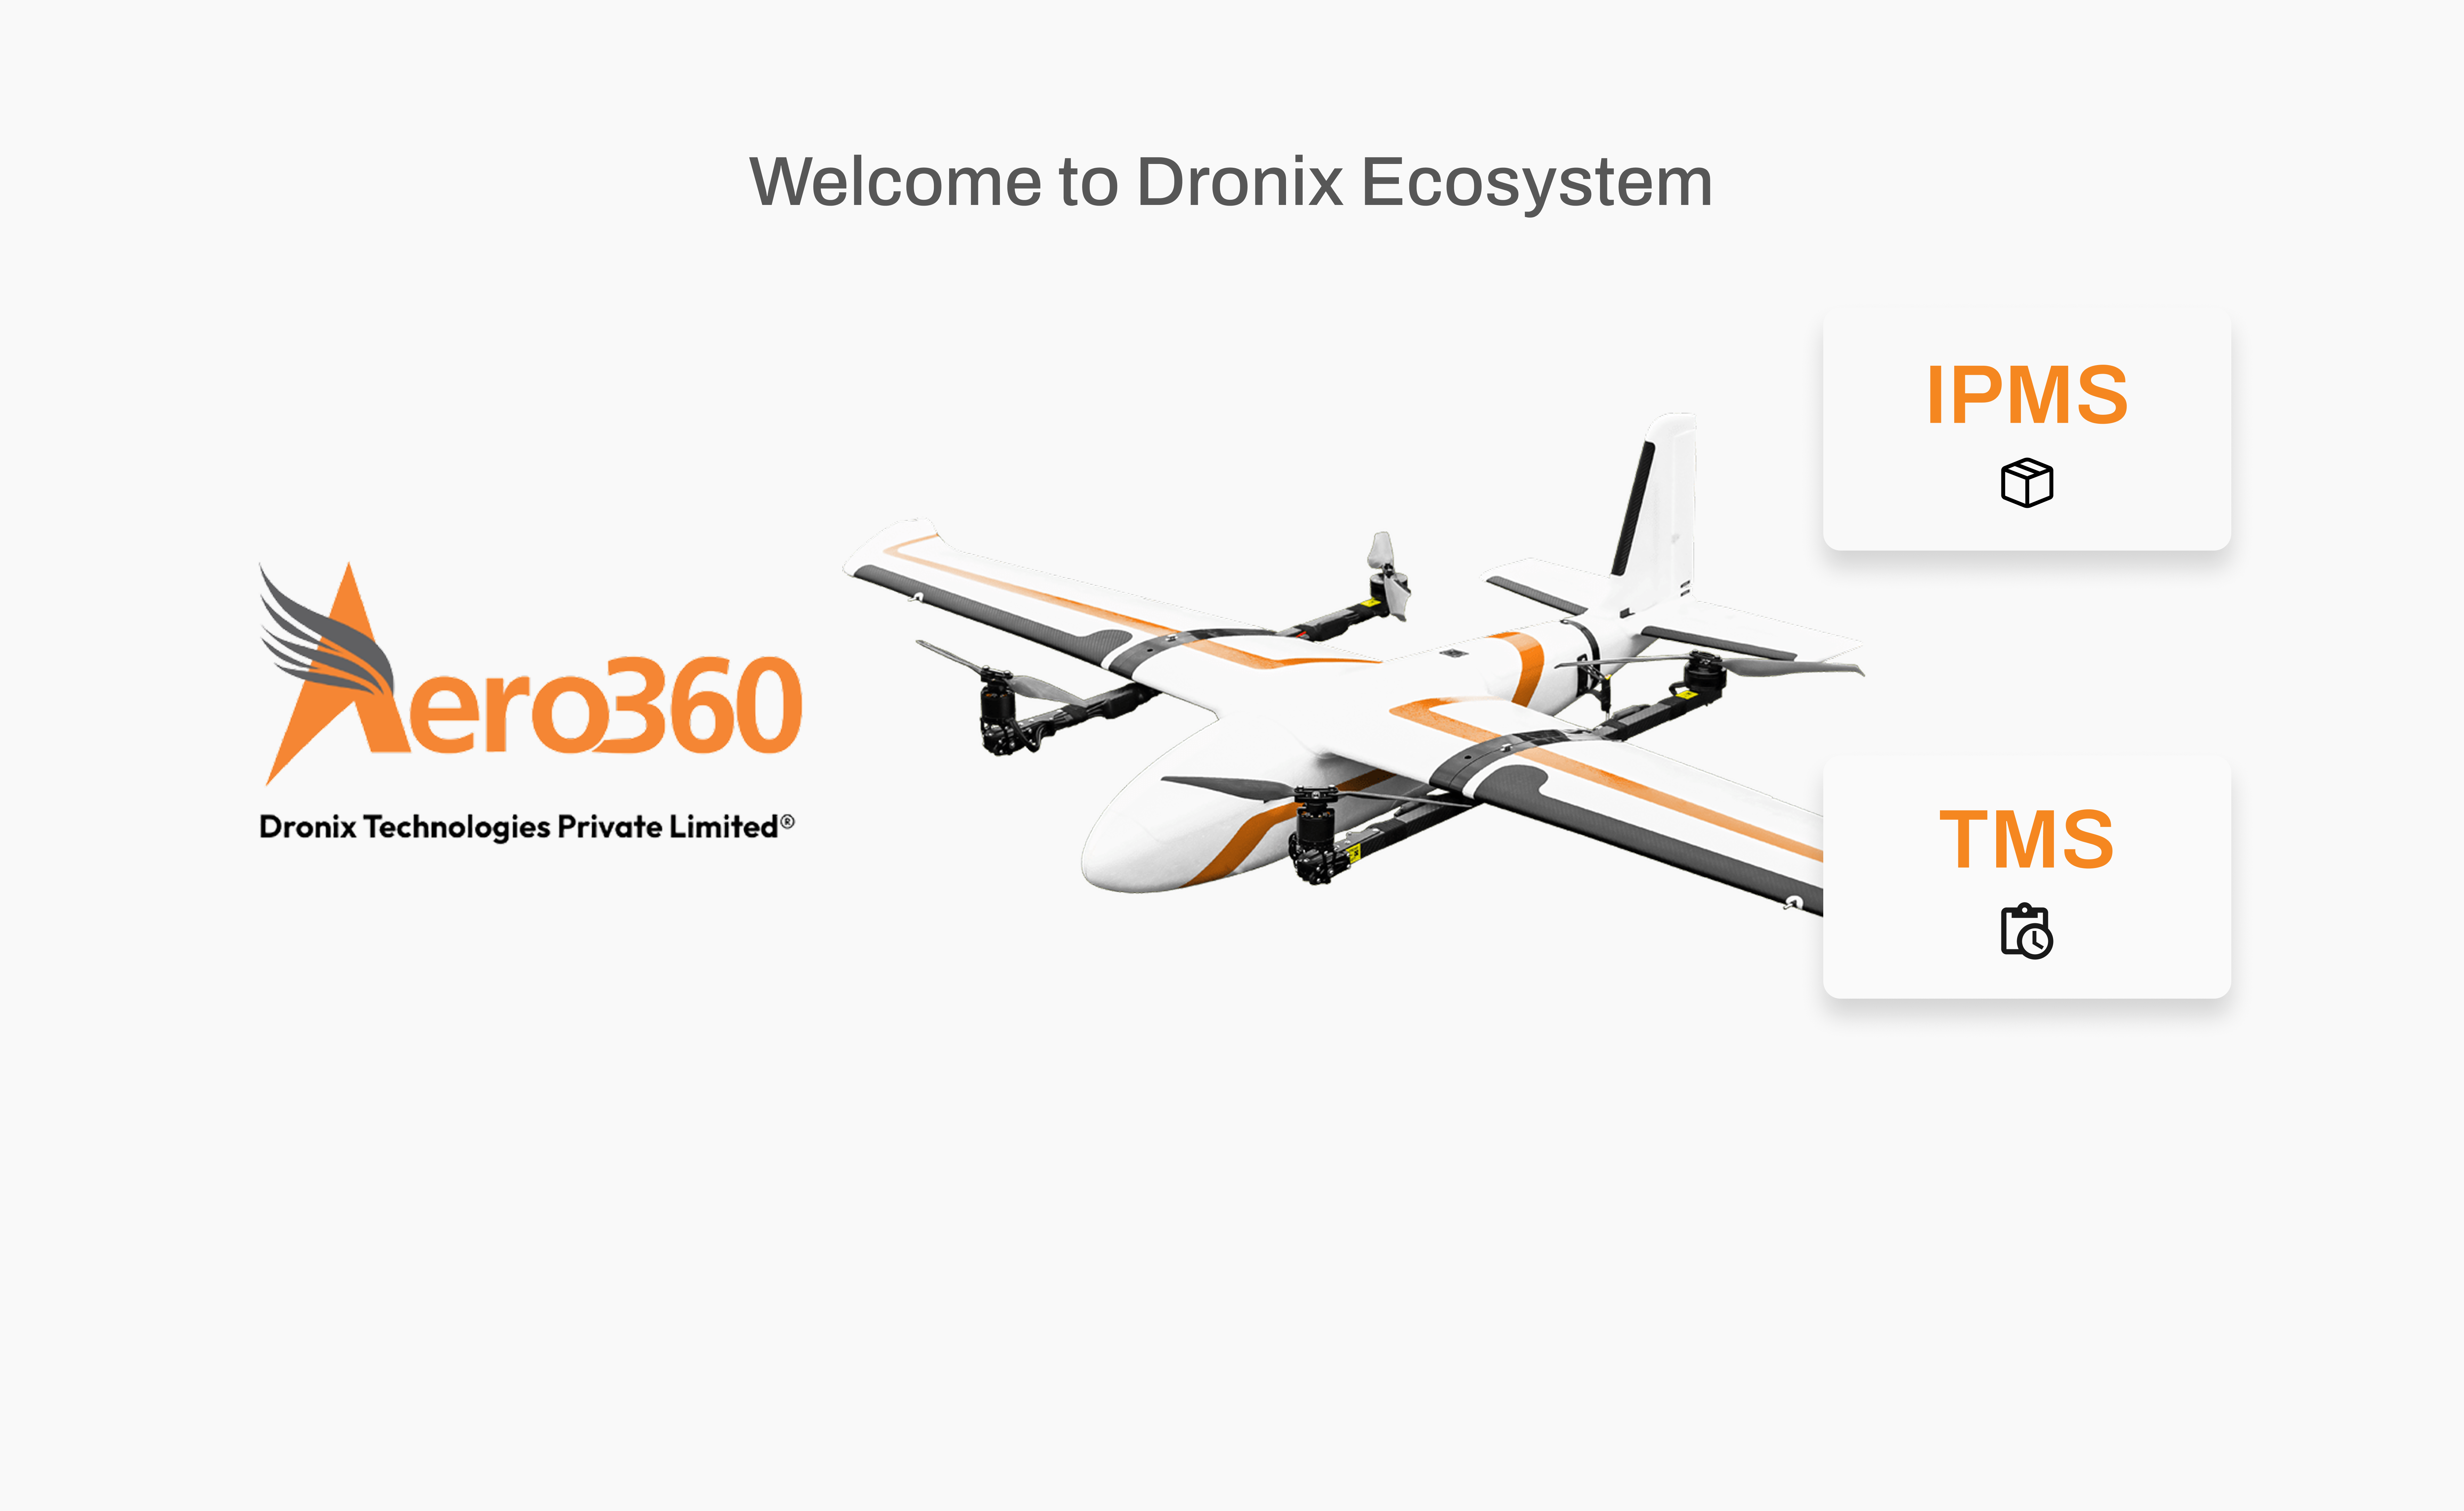 Welcome to Dronix Ecosystem
IPMS
Aero360
Dronix Technologies Private Limited®
TMS